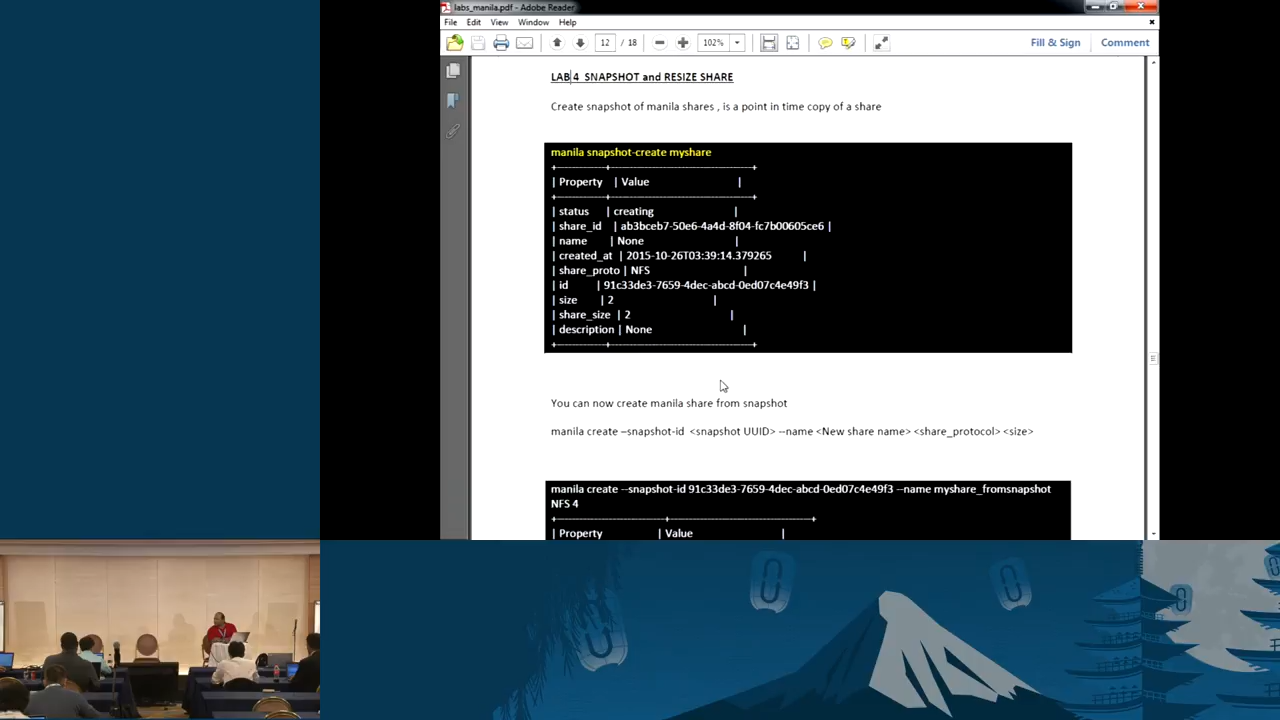 labs_manila.pdf - Adobe Reader
File Edit View Window Help
12 / 18 102% Fill & Sign Comment
LAB 4 SNAPSHOT and RESIZE SHARE
Create snapshot of manila shares , is a point in time copy of a share
manila snapshot-create myshare
+-----------+--------------------------------------+
| Property | Value |
+-----------+--------------------------------------+
| status | creating |
| share_id | ab3bceb7-50e6-4a4d-8f04-fc7b00605ce6 |
| name | None |
| created_at | 2015-10-26T03:39:14.379265 |
| share_proto | NFS |
| id | 91c33de3-7659-4dec-abcd-0ed07c4e49f3 |
| size | 2 |
| share_size | 2 |
| description | None |
+-----------+--------------------------------------+
You can now create manila share from snapshot
manila create –snapshot-id <snapshot UUID> --name <New share name> <share_protocol> <size>
manila create --snapshot-id 91c33de3-7659-4dec-abcd-0ed07c4e49f3 --name myshare_fromsnapshot
NFS 4
+-----------------------+--------------------------------------+
| Property | Value |